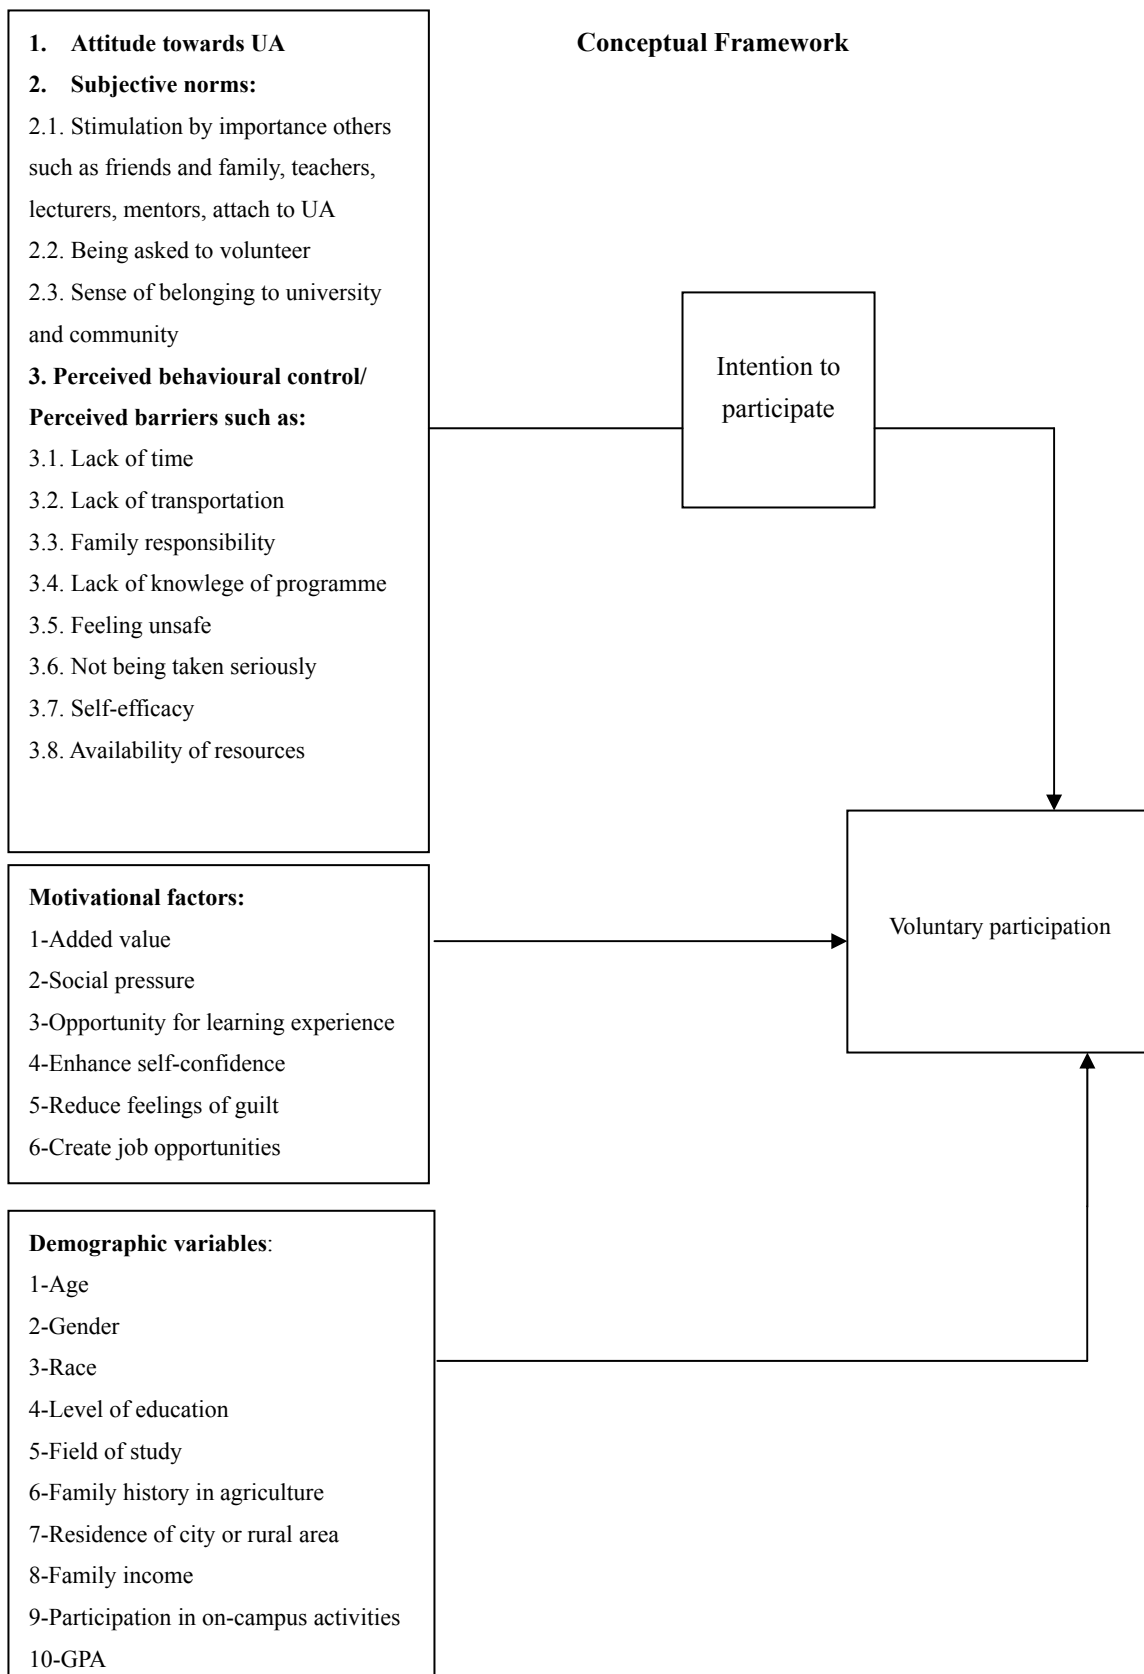 Conceptual Framework
1. Attitude towards UA
2. Subjective norms:
2.1. Stimulation by importance others
such as friends and family, teachers,
lecturers, mentors, attach to UA
2.2. Being asked to volunteer
2.3. Sense of belonging to university
and community
3. Perceived behavioural control/
Perceived barriers such as:
3.1. Lack of time
3.2. Lack of transportation
3.3. Family responsibility
3.4. Lack of knowlege of programme
3.5. Feeling unsafe
3.6. Not being taken seriously
3.7. Self-efficacy
3.8. Availability of resources
Intention to
participate
Motivational factors:
1-Added value
2-Social pressure
3-Opportunity for learning experience
4-Enhance self-confidence
5-Reduce feelings of guilt
6-Create job opportunities
Voluntary participation
Demographic variables:
1-Age
2-Gender
3-Race
4-Level of education
5-Field of study
6-Family history in agriculture
7-Residence of city or rural area
8-Family income
9-Participation in on-campus activities
10-GPA